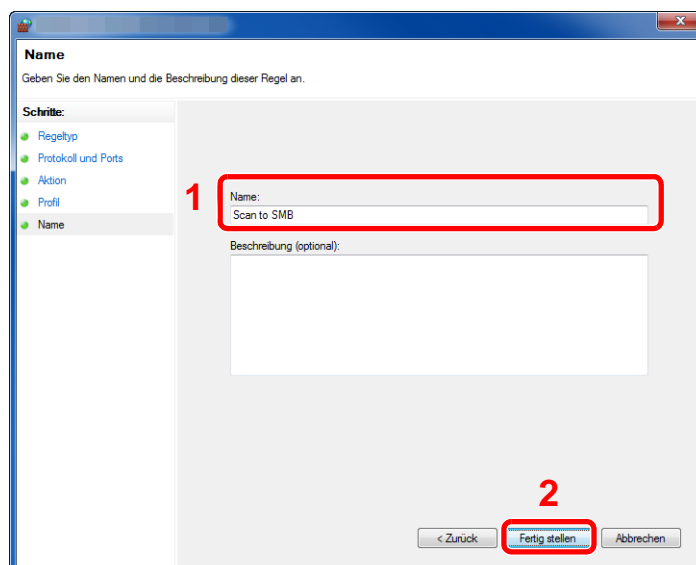 Name
Geben Sie den Namen und die Beschreibung dieser Regel an.
Schritte:
Regeltyp
Protokoll und Ports
Aktion
Profil
Name
1
Name:
Scan to SMB
Beschreibung (optional):
2
< Zurück
Fertig stellen
Abbrechen